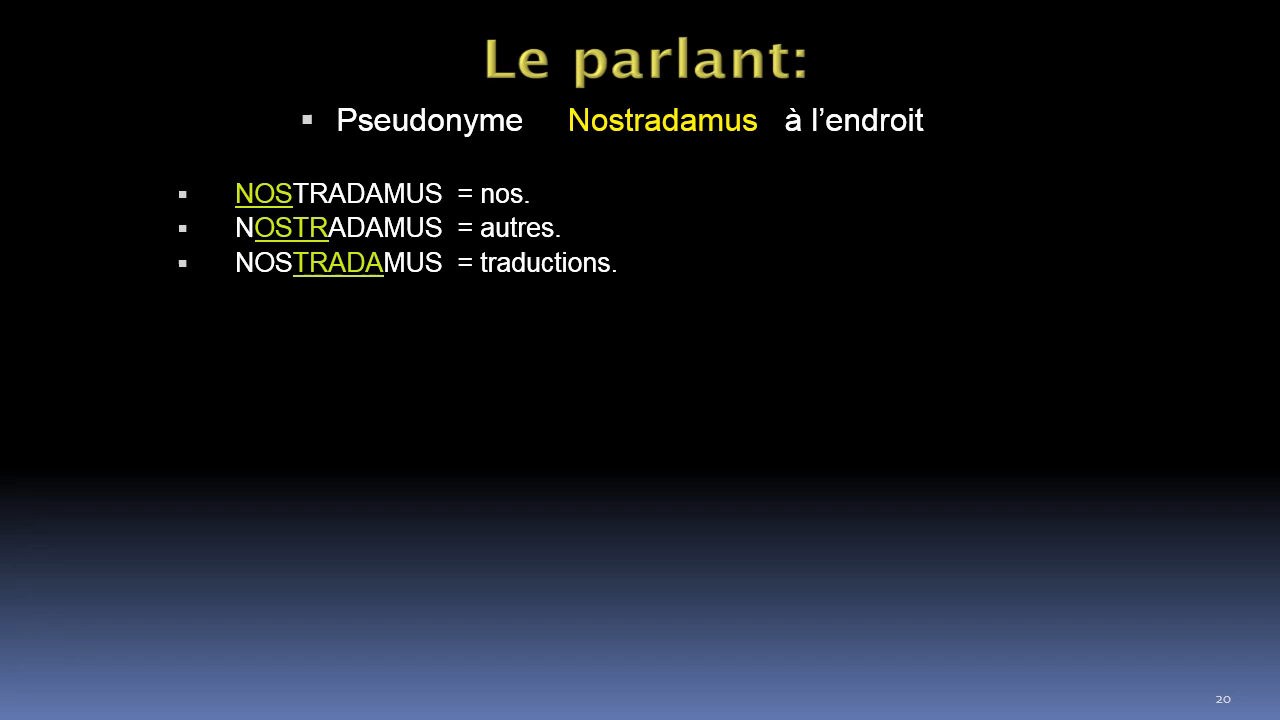 Le parlant:
Pseudonyme Nostradamus à l’endroit
NOSTRADAMUS = nos.
NOSTRADAMUS = autres.
NOSTRADAMUS = traductions.
20